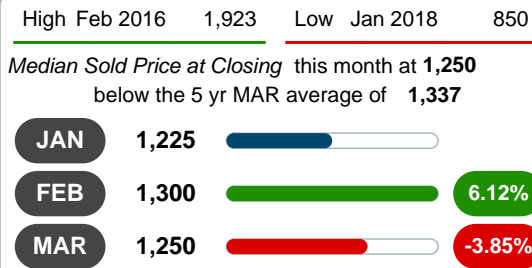 High Feb 2016 1,923 Low Jan 2018 850
Median Sold Price at Closing this month at 1,250
below the 5 yr MAR average of 1,337
JAN 1,225
FEB 1,300 6.12%
MAR 1,250 -3.85%